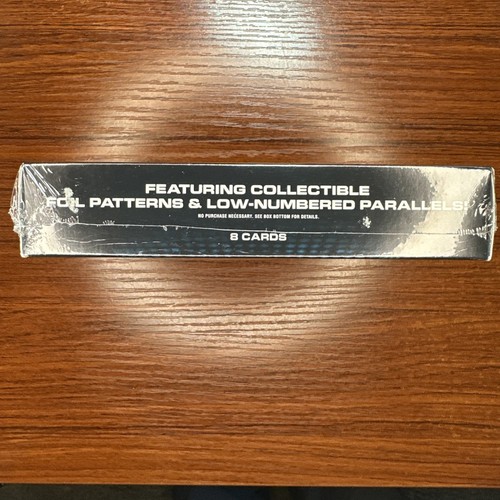 FEATURING COLLECTIBLE
FOIL PATTERNS & LOW-NUMBERED PARALLELS!
NO PURCHASE NECESSARY. SEE BOX BOTTOM FOR DETAILS.
8 CARDS